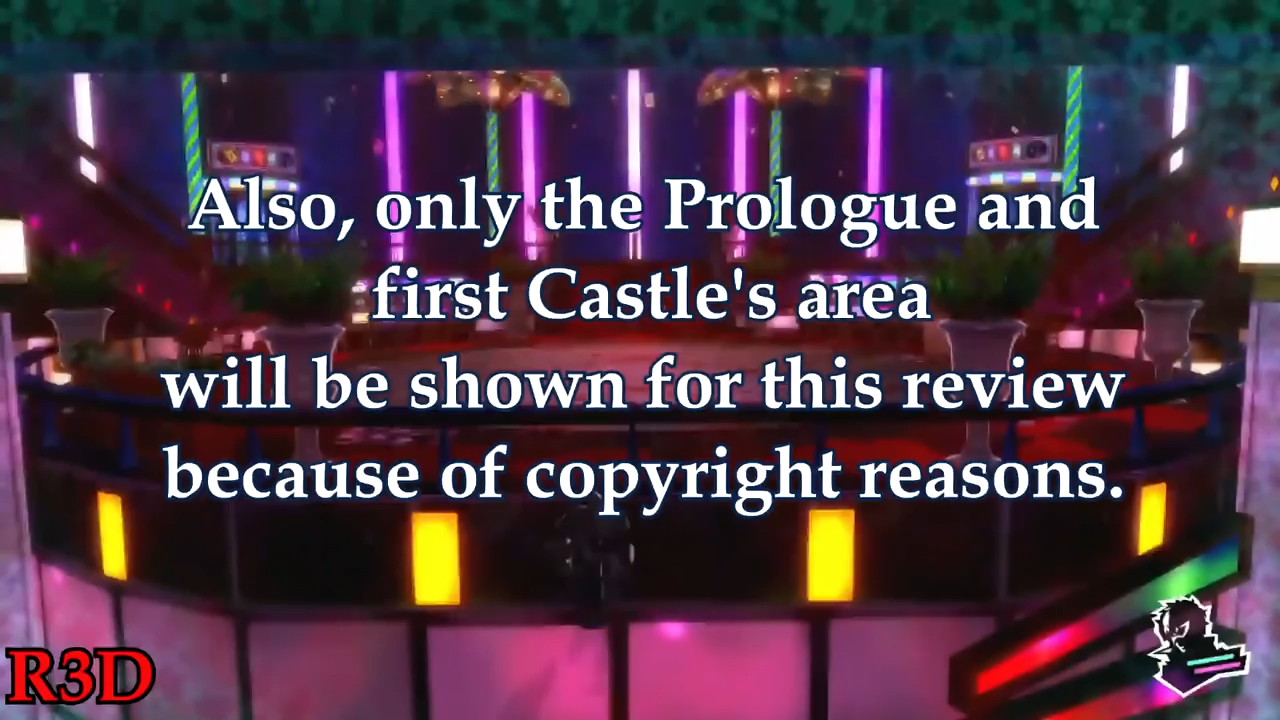 Also, only the Prologue and
first Castle's area
will be shown for this review
because of copyright reasons.
R3D